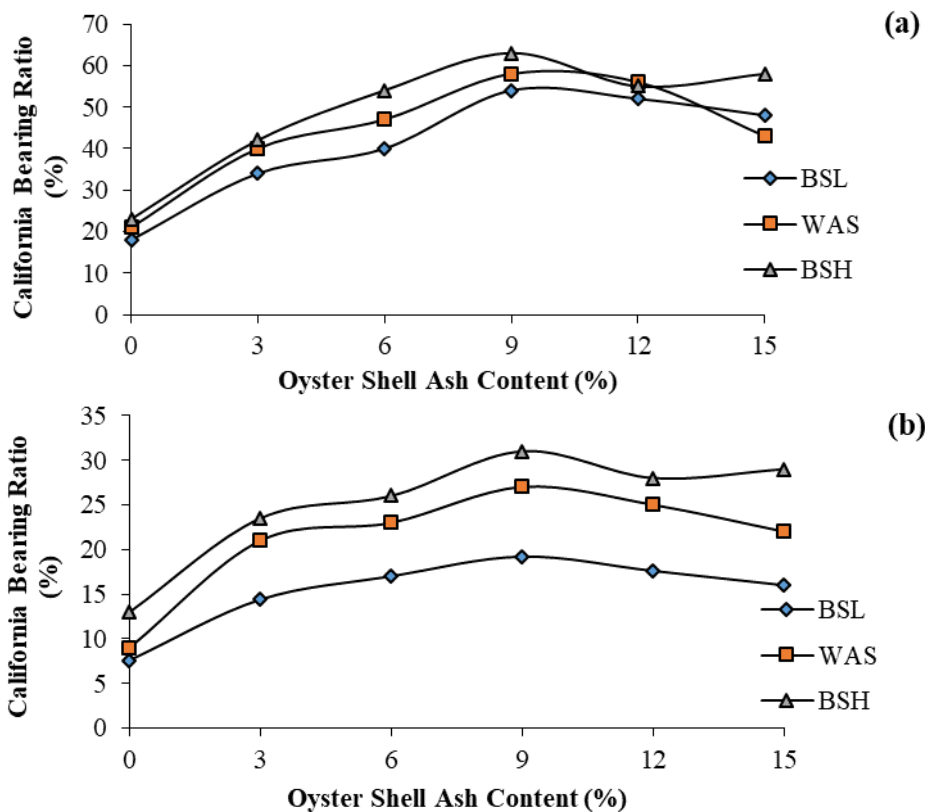 (a)
California Bearing Ratio
(%)
70
60
50
40
30
20
10
0
0 3 6 9 12 15
Oyster Shell Ash Content (%)
BSL
WAS
BSH
(b)
California Bearing Ratio
(%)
35
30
25
20
15
10
5
0
0 3 6 9 12 15
Oyster Shell Ash Content (%)
BSL
WAS
BSH